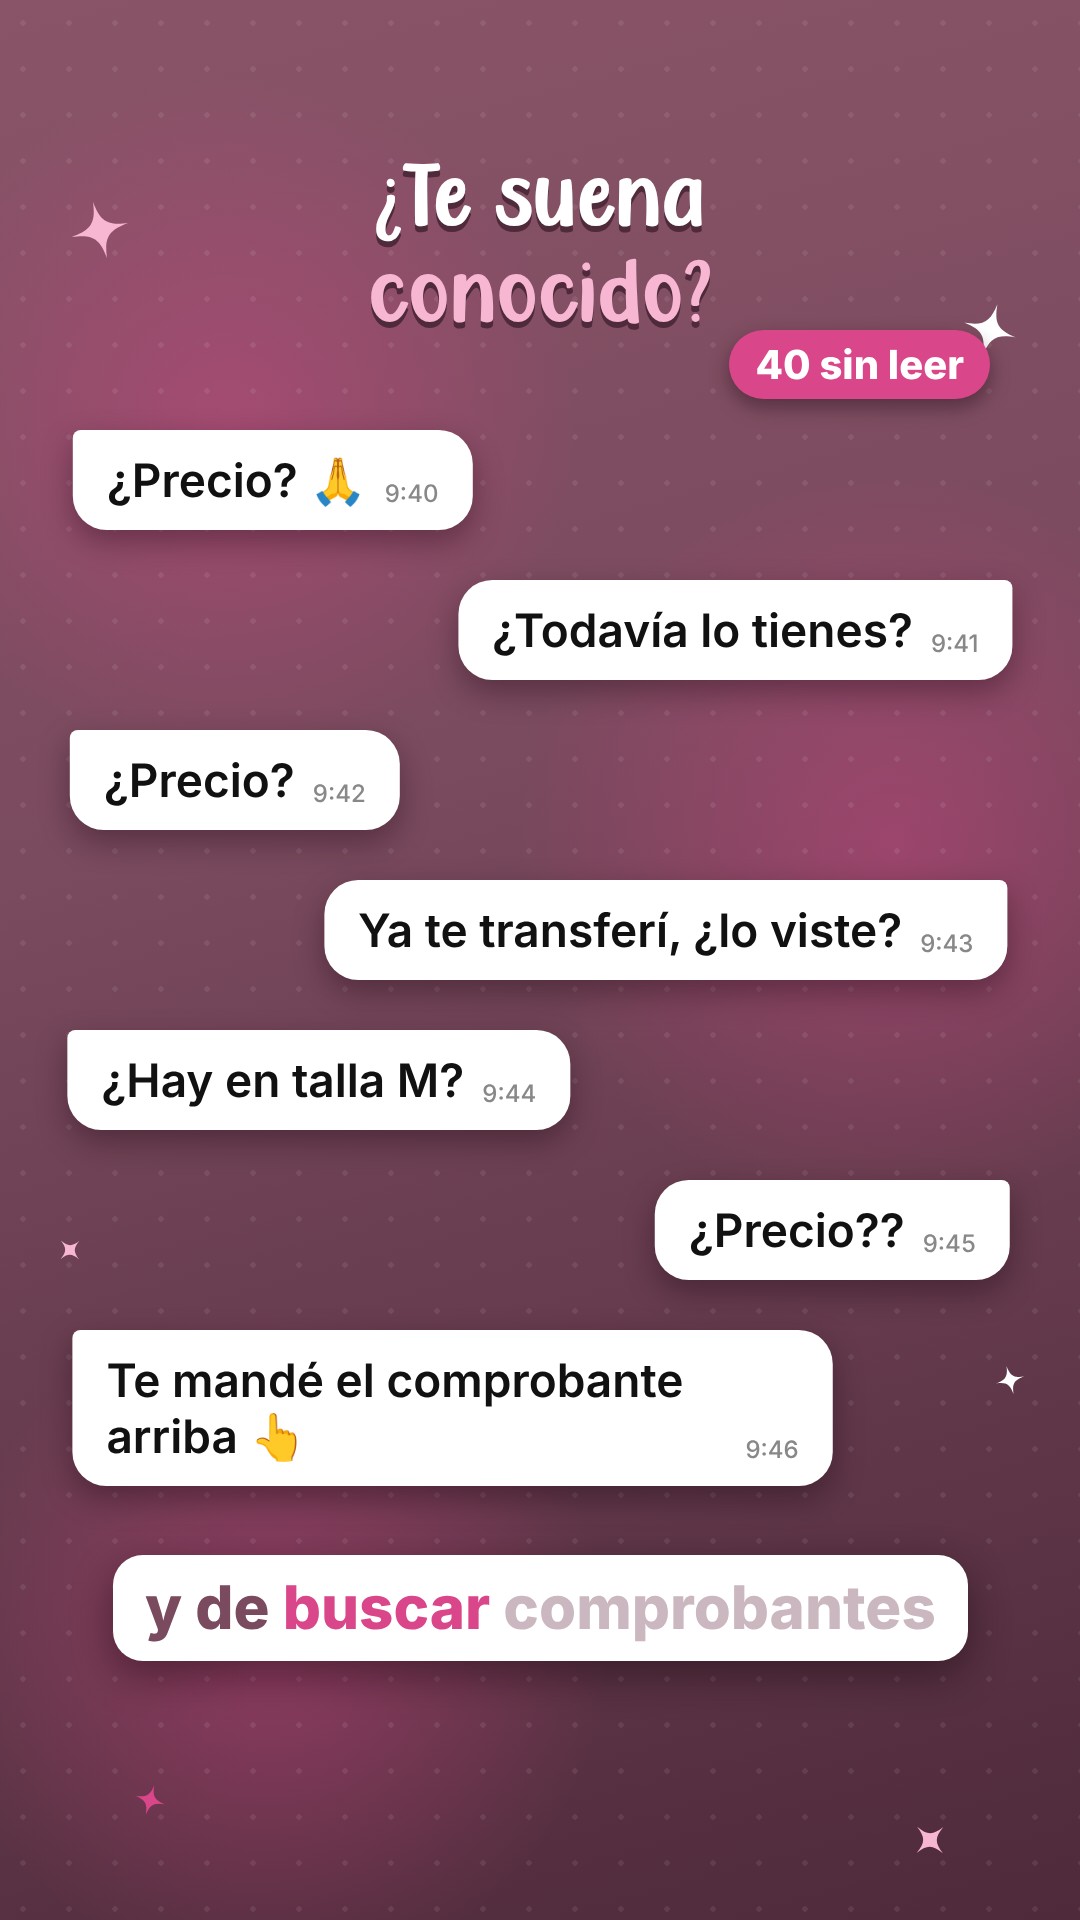 ¿Te suena
conocido?
40 sin leer
¿Precio? 🙏 9:40
¿Todavía lo tienes? 9:41
¿Precio? 9:42
Ya te transferí, ¿lo viste? 9:43
¿Hay en talla M? 9:44
¿Precio?? 9:45
Te mandé el comprobante
arriba 👆 9:46
y de buscar comprobantes